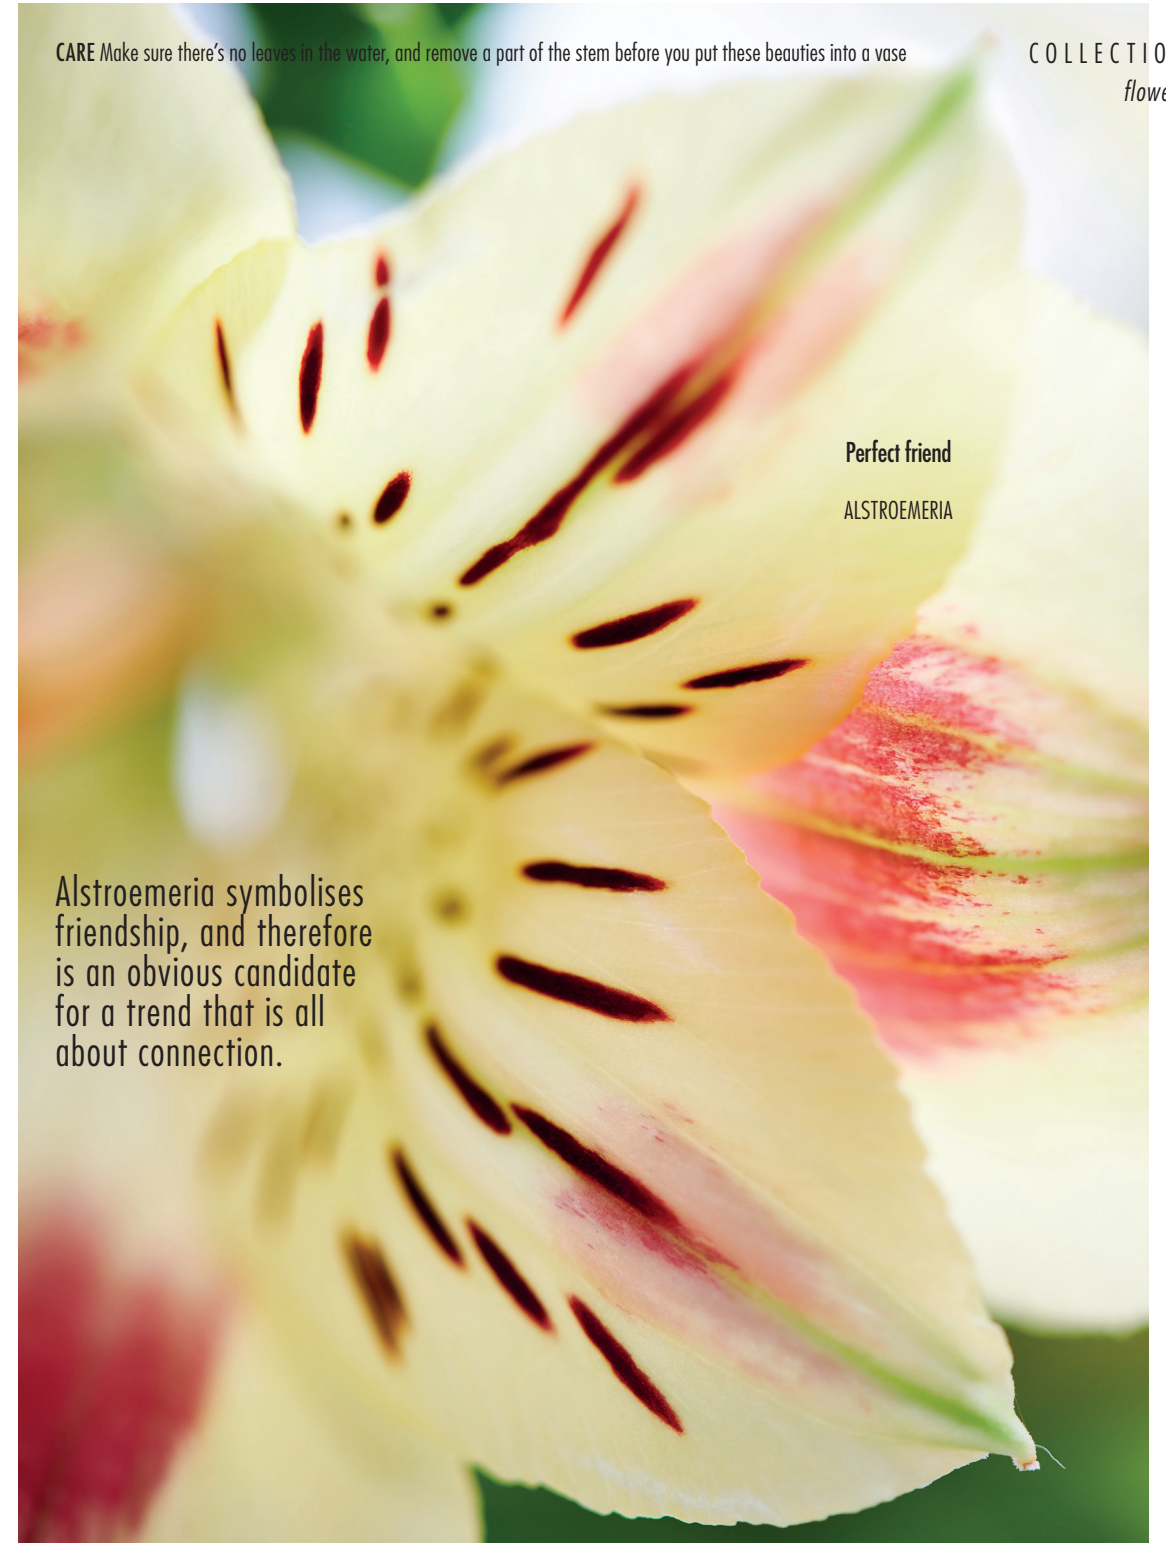 CARE Make sure there's no leaves in the water, and remove a part of the stem before you put these beauties into a vase
COLLECTIO
flowe
Perfect friend
ALSTROEMERIA
Alstroemeria symbolises
friendship, and therefore
is an obvious candidate
for a trend that is all
about connection.